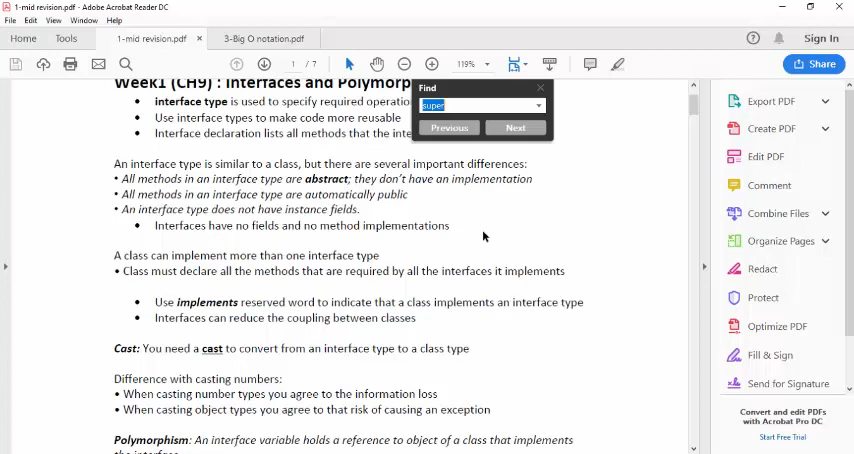 1-mid revision.pdf - Adobe Acrobat Reader DC
File Edit View Window Help
Home Tools 1-mid revision.pdf × 3-Big O notation.pdf Sign In
1 / 7 119% Share
Week1 (CH9) : Interfaces and Polymorp
• interface type is used to specify required operatio
• Use interface types to make code more reusable
• Interface declaration lists all methods that the inte
Find
super
Previous Next
An interface type is similar to a class, but there are several important differences:
• All methods in an interface type are abstract; they don't have an implementation
• All methods in an interface type are automatically public
• An interface type does not have instance fields.
• Interfaces have no fields and no method implementations
A class can implement more than one interface type
• Class must declare all the methods that are required by all the interfaces it implements
• Use implements reserved word to indicate that a class implements an interface type
• Interfaces can reduce the coupling between classes
Cast: You need a cast to convert from an interface type to a class type
Difference with casting numbers:
• When casting number types you agree to the information loss
• When casting object types you agree to that risk of causing an exception
Polymorphism: An interface variable holds a reference to object of a class that implements
the interface
Export PDF
Create PDF
Edit PDF
Comment
Combine Files
Organize Pages
Redact
Protect
Optimize PDF
Fill & Sign
Send for Signature
Convert and edit PDFs
with Acrobat Pro DC
Start Free Trial